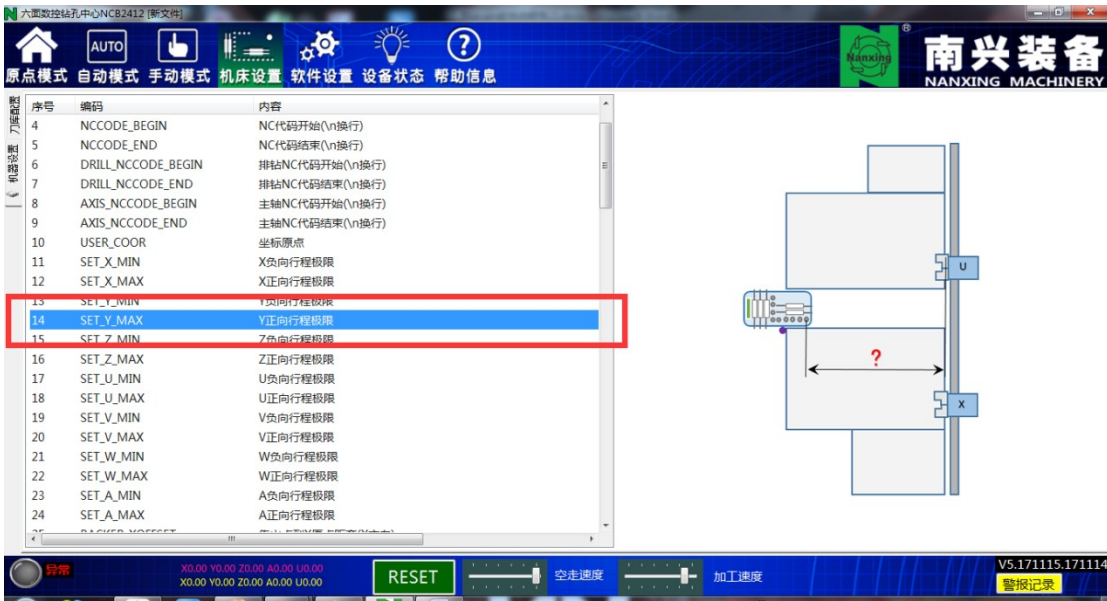 六面数控钻孔中心NCB2412 [新文件]
原点模式 自动模式 手动模式 机床设置 软件设置 设备状态 帮助信息
AUTO
?
Nanxing
®
南兴装备
NANXING MACHINERY
刀库配置
机器设置
序号 编码 内容
4 NCCODE_BEGIN NC代码开始(\n换行)
5 NCCODE_END NC代码结束(\n换行)
6 DRILL_NCCODE_BEGIN 排钻NC代码开始(\n换行)
7 DRILL_NCCODE_END 排钻NC代码结束(\n换行)
8 AXIS_NCCODE_BEGIN 主轴NC代码开始(\n换行)
9 AXIS_NCCODE_END 主轴NC代码结束(\n换行)
10 USER_COOR 坐标原点
11 SET_X_MIN X负向行程极限
12 SET_X_MAX X正向行程极限
13 SET_Y_MIN Y负向行程极限
14 SET_Y_MAX Y正向行程极限
15 SET_Z_MIN Z负向行程极限
16 SET_Z_MAX Z正向行程极限
17 SET_U_MIN U负向行程极限
18 SET_U_MAX U正向行程极限
19 SET_V_MIN V负向行程极限
20 SET_V_MAX V正向行程极限
21 SET_W_MIN W负向行程极限
22 SET_W_MAX W正向行程极限
23 SET_A_MIN A负向行程极限
24 SET_A_MAX A正向行程极限
U
?
X
异常
X0.00 Y0.00 Z0.00 A0.00 U0.00
X0.00 Y0.00 Z0.00 A0.00 U0.00
RESET
空走速度
加工速度
V5.171115.171114
警报记录